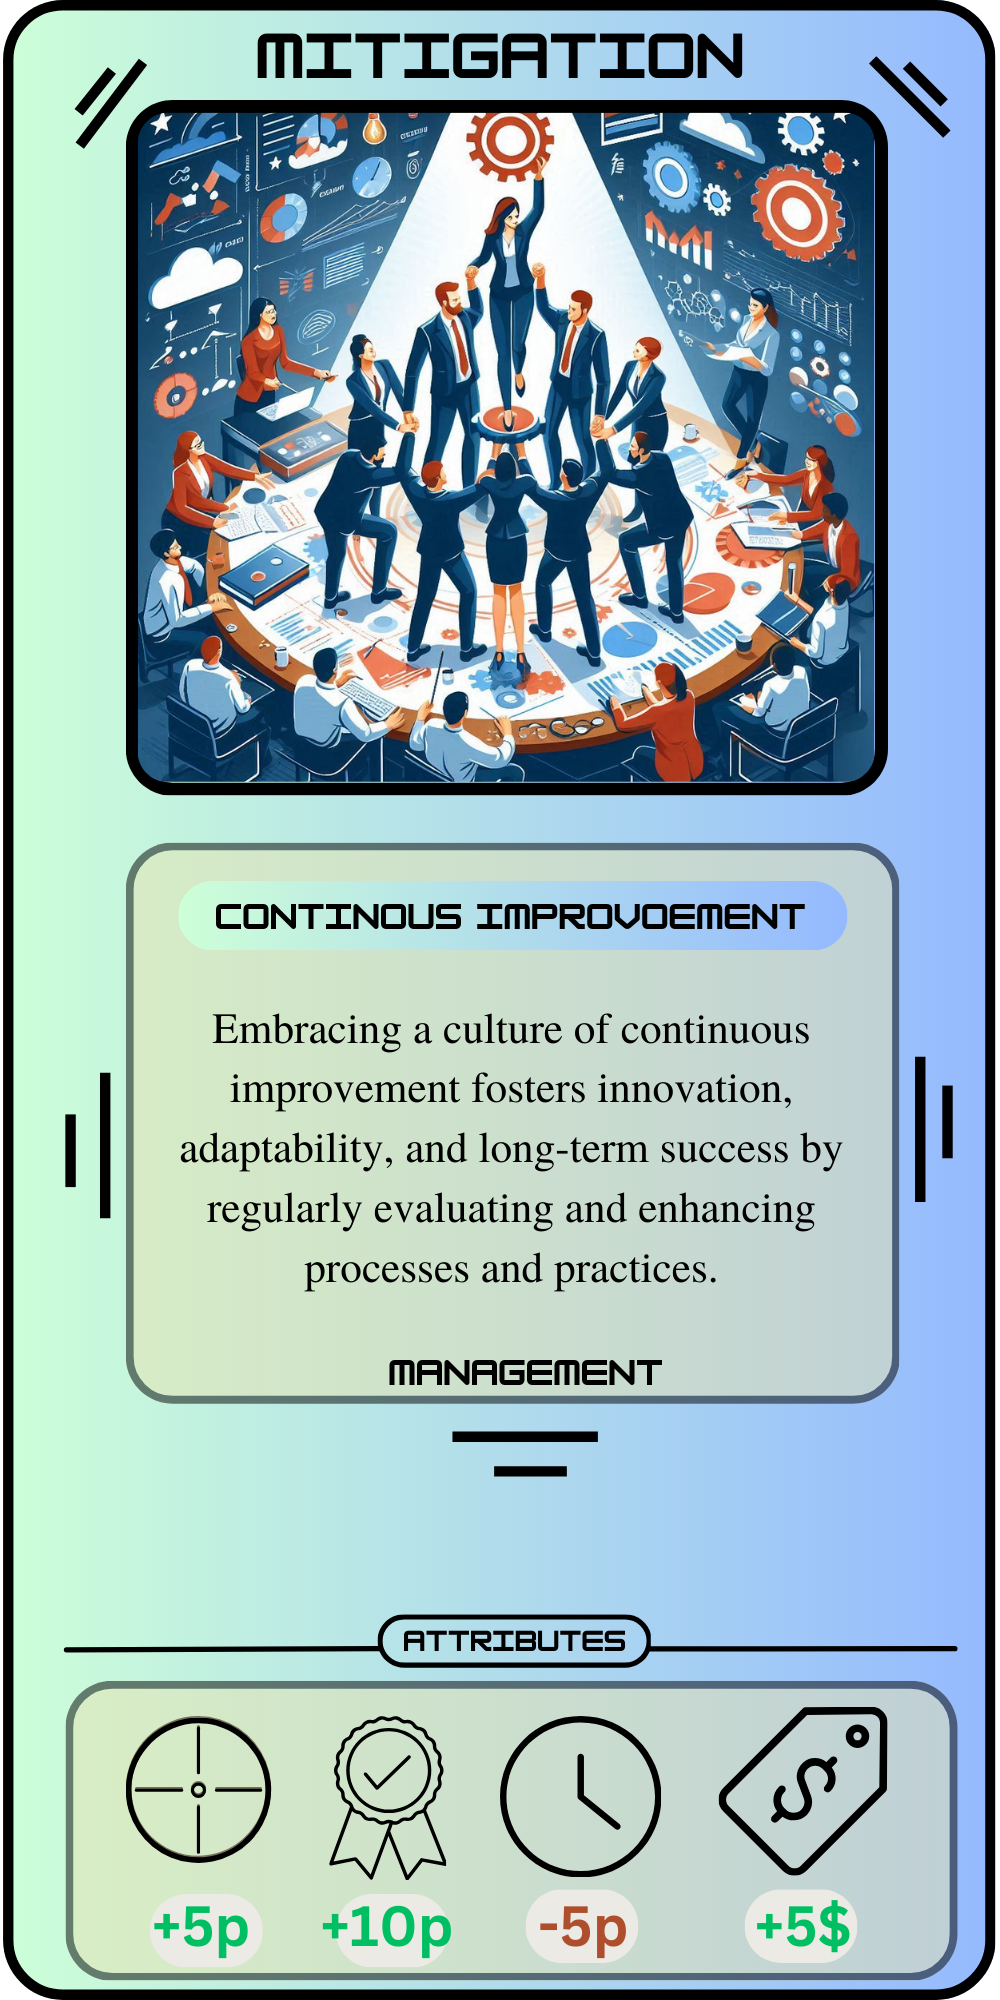 MITIGATION
CONTINOUS IMPROVOEMENT
Embracing a culture of continuous
improvement fosters innovation,
adaptability, and long-term success by
regularly evaluating and enhancing
processes and practices.
MANAGEMENT
ATTRIBUTES
+5p +10p -5p +5$